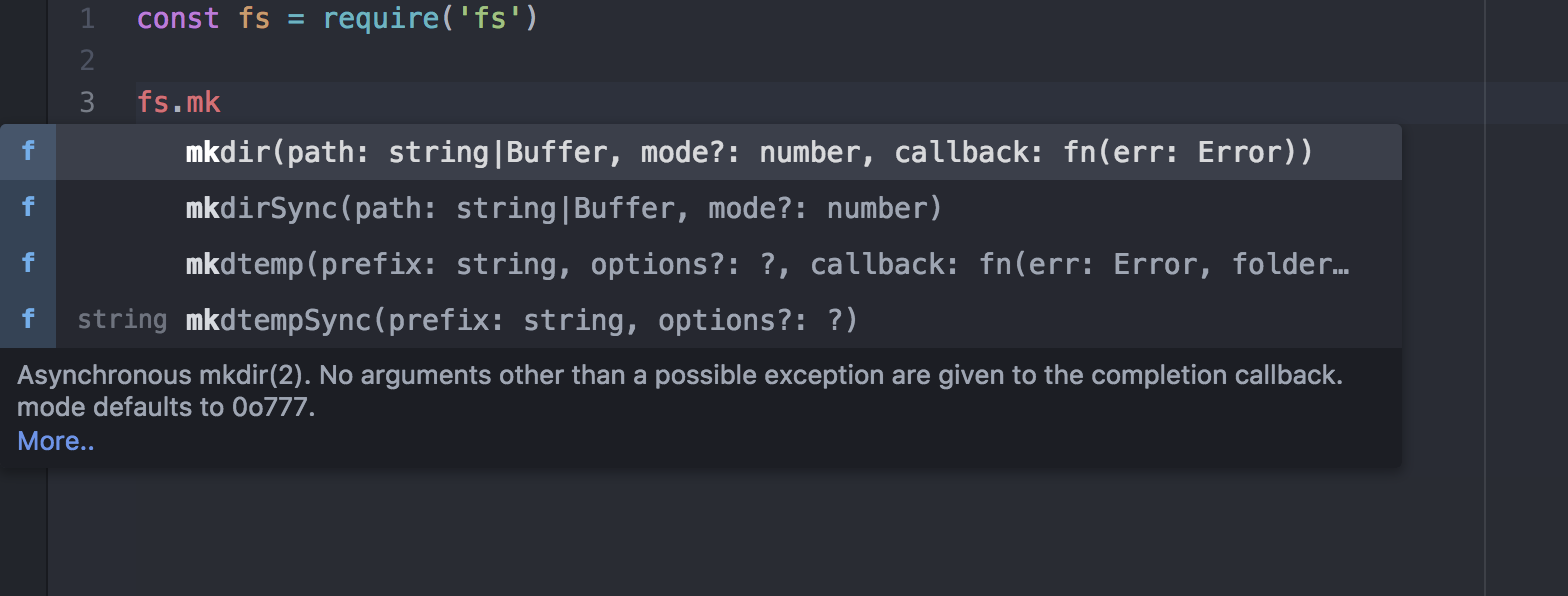 1 const fs = require('fs')
2
3 fs.mk
f mkdir(path: string|Buffer, mode?: number, callback: fn(err: Error))
f mkdirSync(path: string|Buffer, mode?: number)
f mkdtemp(prefix: string, options?: ?, callback: fn(err: Error, folder…
f string mkdtempSync(prefix: string, options?: ?)
Asynchronous mkdir(2). No arguments other than a possible exception are given to the completion callback.
mode defaults to 0o777.
More..